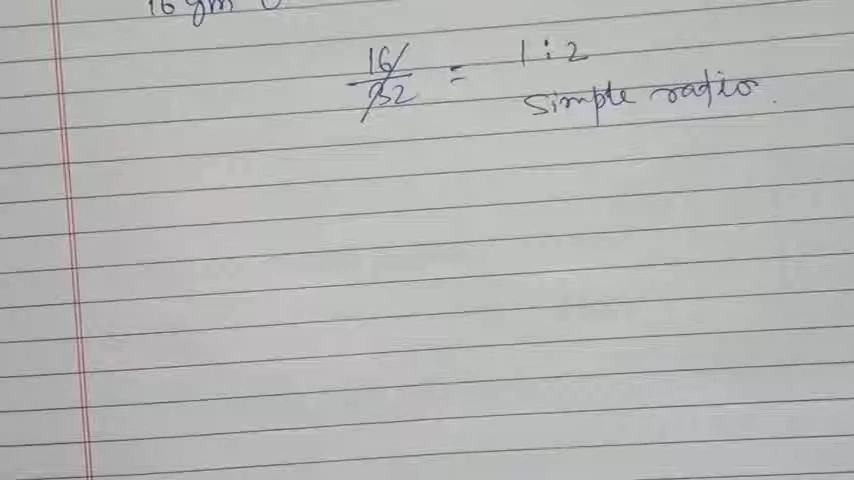 16 gm
16/32 = 1 : 2
Simple ratio.